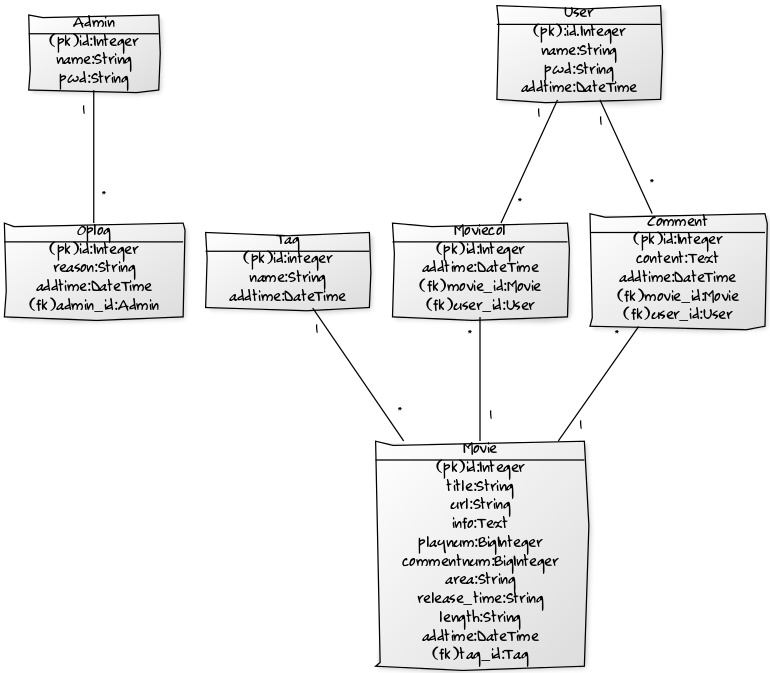 Admin
(pk)id:Integer
name:String
pwd:String
1
*
User
(pk):id.Integer
name:String
pwd:String
addtime:DateTime
1
1
*
*
Oplog
(pk)id:Integer
reason:String
addtime:DateTime
(fk)admin_id:Admin
Tag
(pk)id:integer
name:String
addtime:DateTime
1
*
Moviecol
(pk)id:Integer
addtime:DateTime
(fk)movie_id:Movie
(fk)user_id:User
*
1
Comment
(pk)id:Integer
content:Text
addtime:DateTime
(fk)movie_id:Movie
(fk)user_id:User
*
1
Movie
(pk)id:Integer
title:String
url:String
info:Text
playnum:BigInteger
commentnum:BigInteger
area:String
release_time:String
length:String
addtime:DateTime
(fk)tag_id:Tag